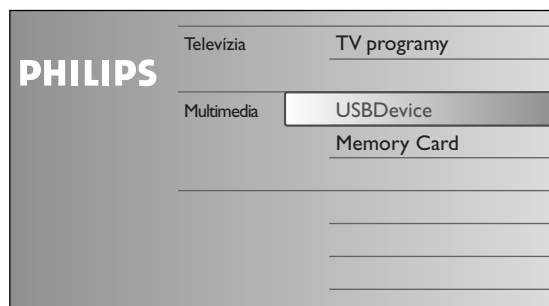 PHILIPS
Televízia TV programy
Multimedia USBDevice
Memory Card